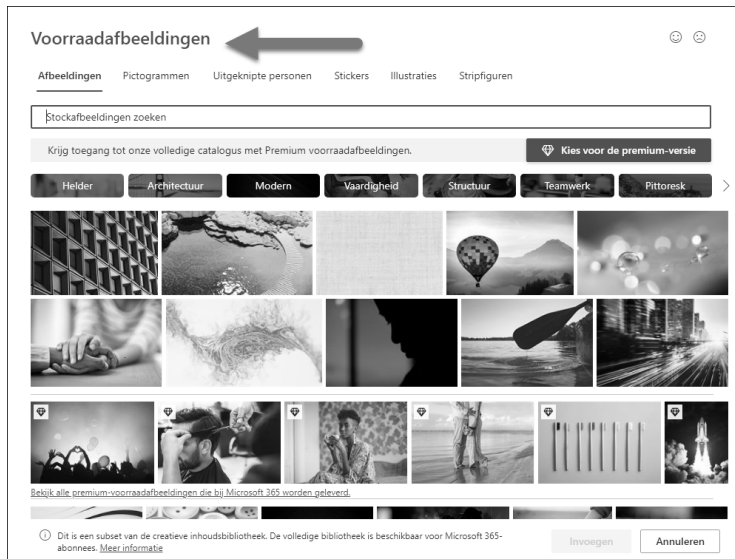 Voorraadafbeeldingen
Afbeeldingen Pictogrammen Uitgeknipte personen Stickers Illustraties Stripfiguren
Stockafbeeldingen zoeken
Krijg toegang tot onze volledige catalogus met Premium voorraadafbeeldingen. Kies voor de premium-versie
Helder Architectuur Modern Vaardigheid Structuur Teamwerk Pittoresk
Bekijk alle premium-voorraadafbeeldingen die bij Microsoft 365 worden geleverd.
Dit is een subset van de creatieve inhoudsbibliotheek. De volledige bibliotheek is beschikbaar voor Microsoft 365-
abonnees. Meer informatie
Invoegen Annuleren